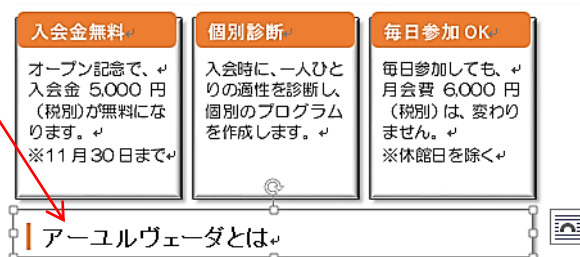 入会金無料
オープン記念で、
入会金 5,000 円
（税別)が無料にな
ります。
※11月30日まで
個別診断
入会時に、一人ひと
りの適性を診断し、
個別のプログラム
を作成します。
毎日参加 OK
毎日参加しても、
月会費 6,000 円
（税別）は、変わり
ません。
※休館日を除く
アーユルヴェーダとは